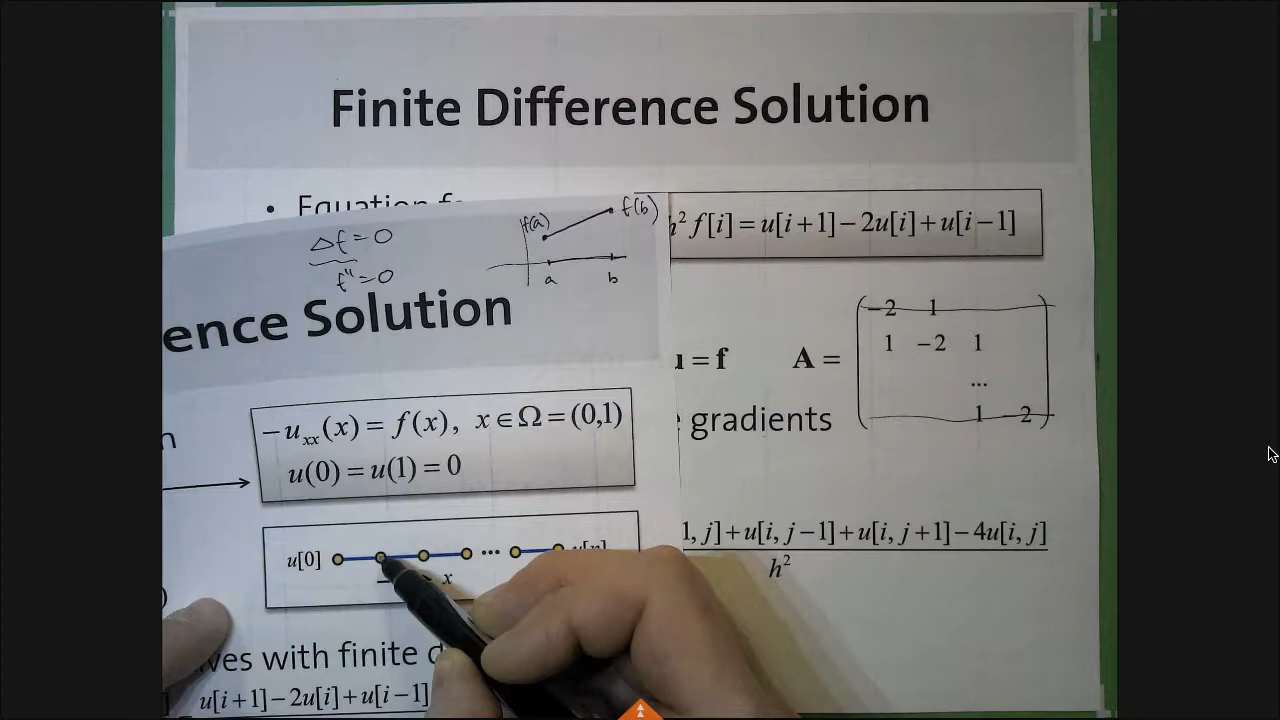 Finite Difference Solution
• Equation
h² f[i] = u[i+1] − 2u[i] + u[i−1]
Δf = 0
f'' = 0
f(a)
f(b)
a
b
ence Solution
= f
A =
−2 1
1 −2 1
...
1 −2
gradients
−uₓₓ(x) = f(x), x ∈ Ω = (0,1)
u(0) = u(1) = 0
u[0]
...
x
1, j] + u[i, j−1] + u[i, j+1] − 4u[i, j]
h²
ves with finite
u[i+1] − 2u[i] + u[i−1]